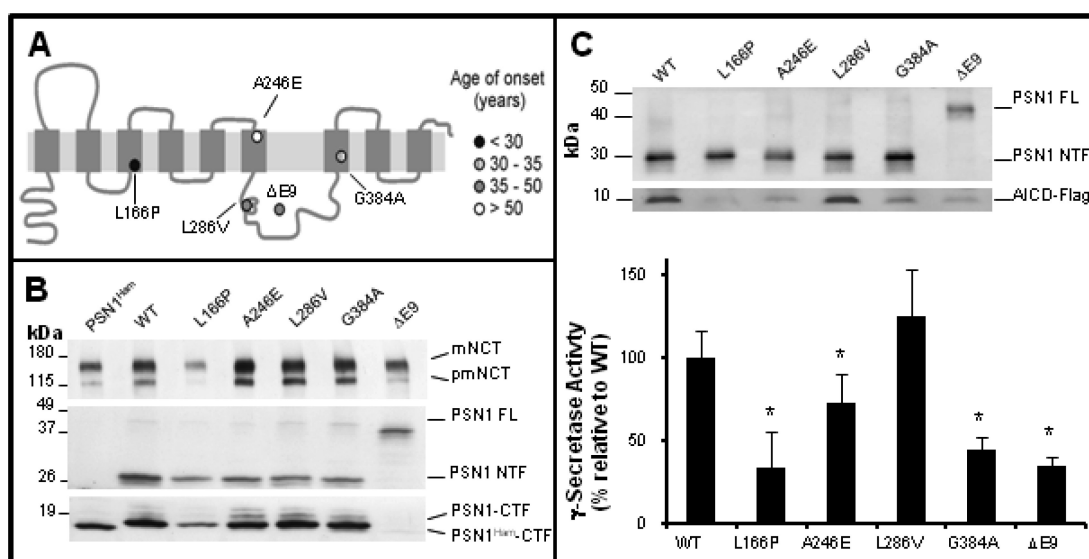 A
A246E
Age of onset
(years)
< 30
30 - 35
35 - 50
> 50
L166P
L286V
ΔE9
G384A
B
PSN1Ham
WT
L166P
A246E
L286V
G384A
ΔE9
kDa
180
115
mNCT
pmNCT
49
37
26
PSN1 FL
PSN1 NTF
19
PSN1-CTF
PSN1Ham-CTF
C
WT
L166P
A246E
L286V
G384A
ΔE9
kDa
50
40
30
10
PSN1 FL
PSN1 NTF
AICD-Flag
γ-Secretase Activty
(% relative to WT)
150
100
50
0
*
*
*
*
WT
L166P
A246E
L286V
G384A
ΔE9